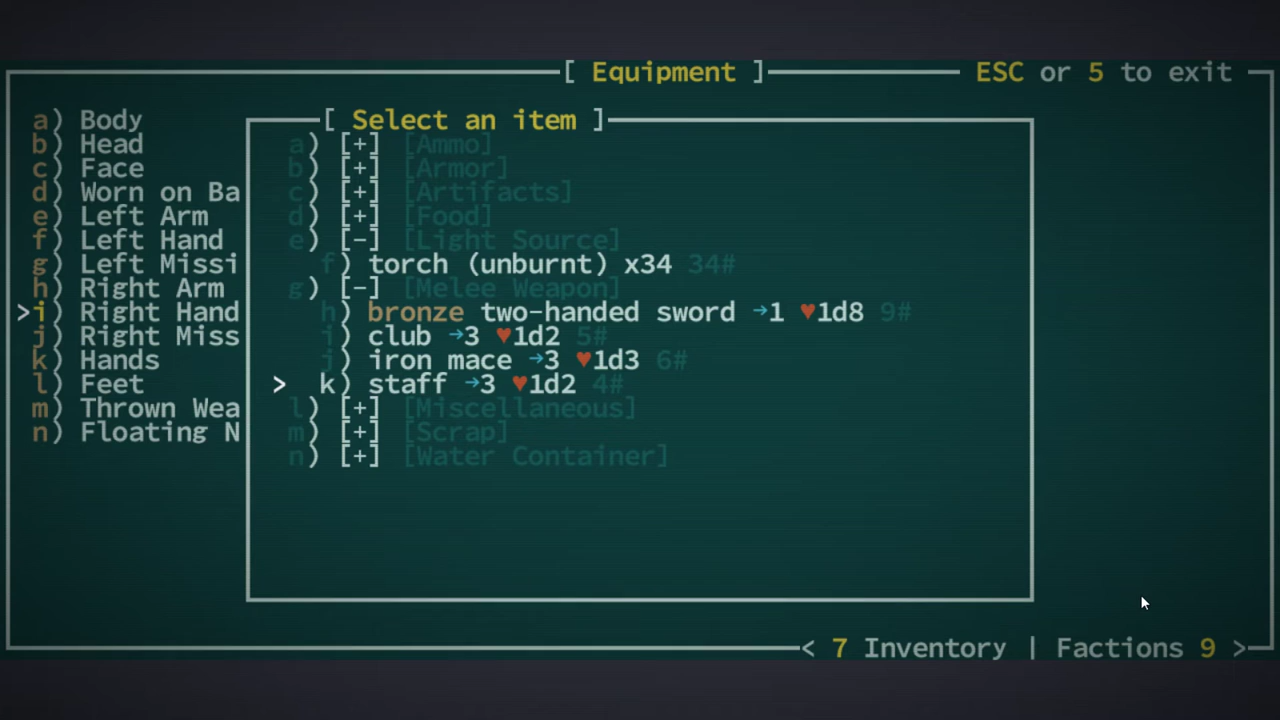 [ Equipment ] ESC or 5 to exit
a) Body
b) Head
c) Face
d) Worn on Ba
e) Left Arm
f) Left Hand
g) Left Missi
h) Right Arm
>i) Right Hand
j) Right Miss
k) Hands
l) Feet
m) Thrown Wea
n) Floating N
[ Select an item ]
a) [+] [Ammo]
b) [+] [Armor]
c) [+] [Artifacts]
d) [+] [Food]
e) [-] [Light Source]
f) torch (unburnt) x34 34#
g) [-] [Melee Weapon]
h) bronze two-handed sword →1 ♥1d8 9#
i) club →3 ♥1d2 5#
j) iron mace →3 ♥1d3 6#
> k) staff →3 ♥1d2 4#
l) [+] [Miscellaneous]
m) [+] [Scrap]
n) [+] [Water Container]
< 7 Inventory | Factions 9 >